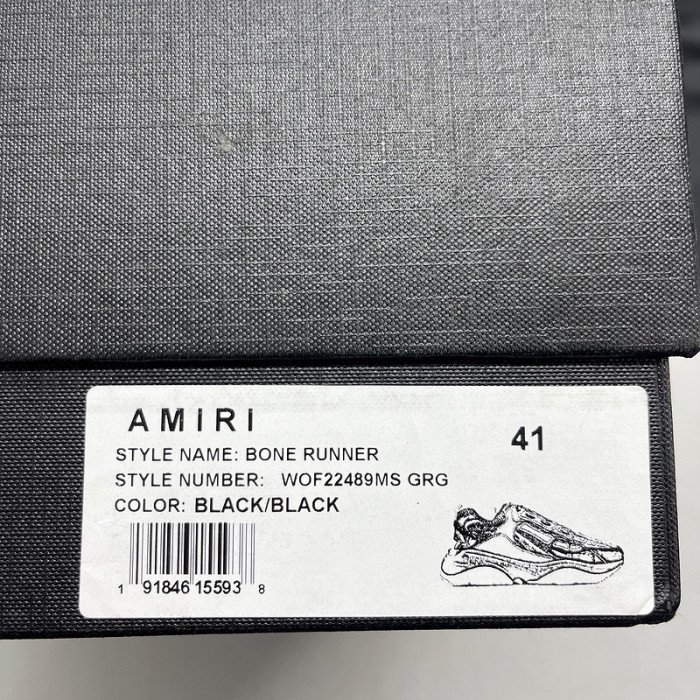 AMIRI
41
STYLE NAME: BONE RUNNER
STYLE NUMBER: WOF22489MS GRG
COLOR: BLACK/BLACK
1 91846 15593 8